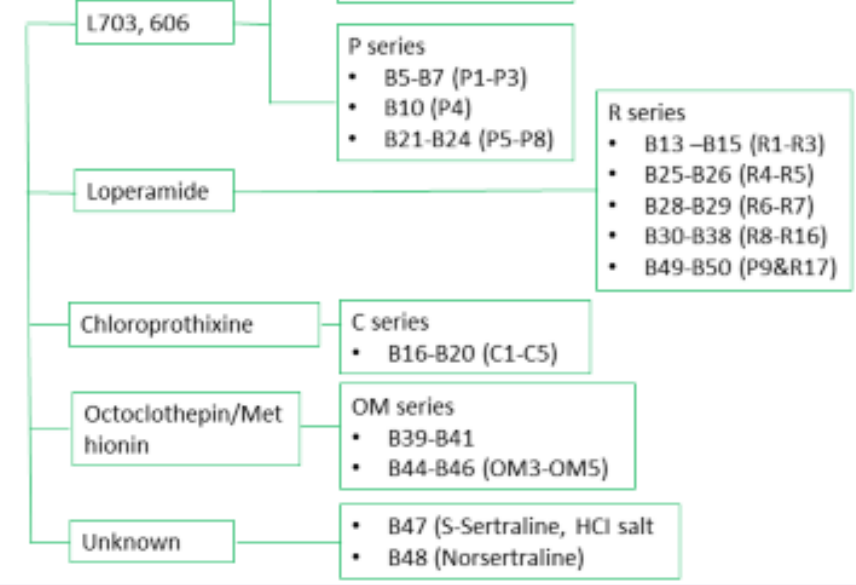 L703, 606
P series
• B5-B7 (P1-P3)
• B10 (P4)
• B21-B24 (P5-P8)
R series
• B13 –B15 (R1-R3)
• B25-B26 (R4-R5)
• B28-B29 (R6-R7)
• B30-B38 (R8-R16)
• B49-B50 (P9&R17)
Loperamide
Chloroprothixine
C series
• B16-B20 (C1-C5)
Octoclothepin/Met
hionin
OM series
• B39-B41
• B44-B46 (OM3-OM5)
Unknown
• B47 (S-Sertraline, HCl salt
• B48 (Norsertraline)